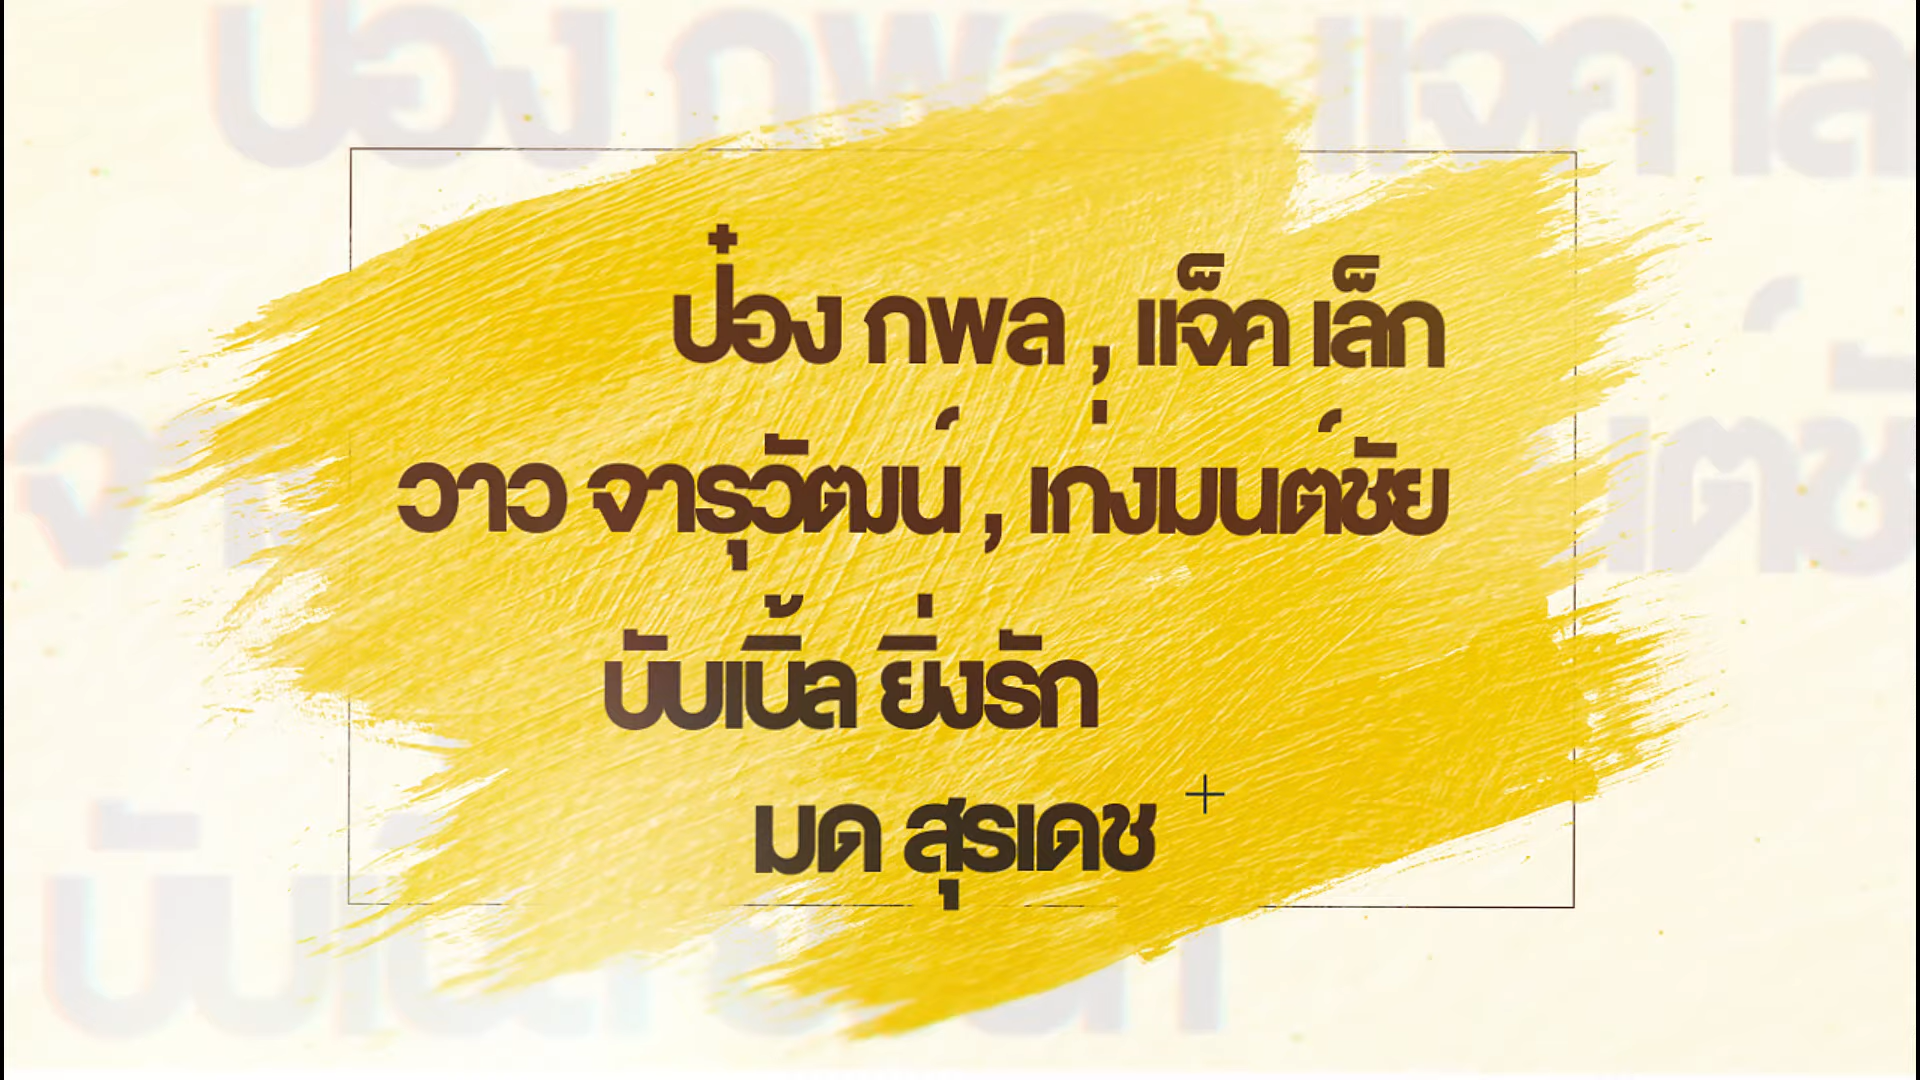 ป๋อง กพล , แจ็ค เล็ก
วาว จารุวัฒน์ , เก่งมนต์ชัย
บับเบิ้ล ยิ่งรัก
มด สุรเดช